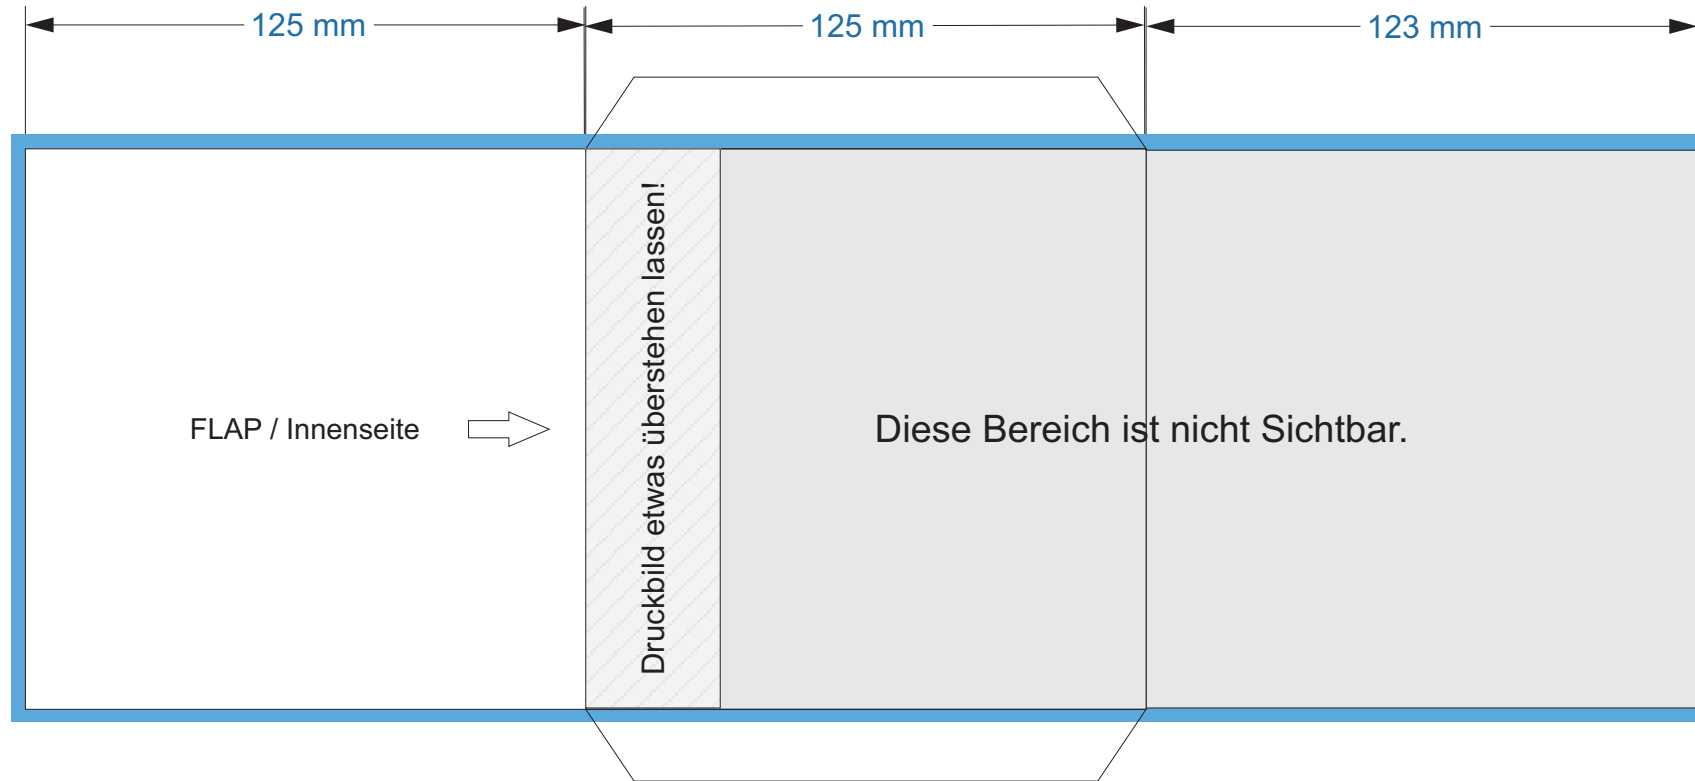 125 mm
125 mm
123 mm
FLAP / Innenseite
Druckbild etwas überstehen lassen!
Diese Bereich ist nicht Sichtbar.